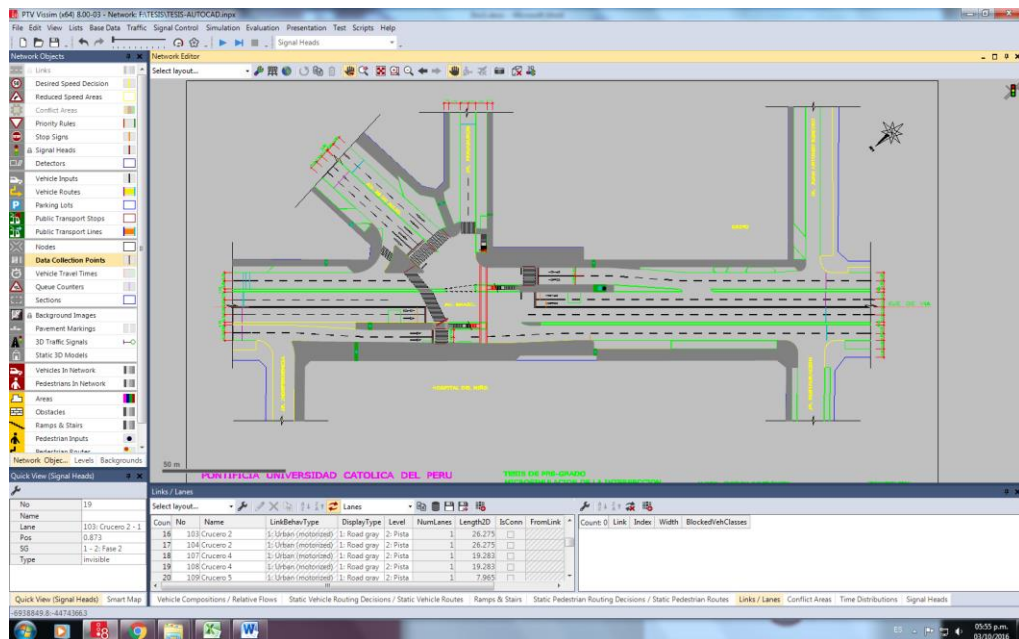 PTV Vissim (x64) 8.00-03 - Network: F:\TESIS\TESIS-AUTOCAD.inpx
File Edit View Lists Base Data Traffic Signal Control Simulation Evaluation Presentation Test Scripts Help
Signal Heads
Network Objects
Network Editor
Select layout...
Links
Desired Speed Decision
Reduced Speed Areas
Conflict Areas
Priority Rules
Stop Signs
Signal Heads
Detectors
Vehicle Inputs
Vehicle Routes
Parking Lots
Public Transport Stops
Public Transport Lines
Nodes
Data Collection Points
Vehicle Travel Times
Queue Counters
Sections
Background Images
Pavement Markings
3D Traffic Signals
Static 3D Models
Vehicles In Network
Pedestrians In Network
Areas
Obstacles
Ramps & Stairs
Pedestrian Inputs
Pedestrian Routes
HOSPITAL DEL NIÑO
50 m
PONTIFICIA UNIVERSIDAD CATOLICA DEL PERU
TESIS DE PRE-GRADO
MICROSIMULACION DE LA INTERSECCION
Network Objec... Levels Backgrounds
Quick View (Signal Heads)
No 19
Name
Lane 103: Crucero 2 - 1
Pos 0.873
SG 1 - 2: Fase 2
Type invisible
Links / Lanes
Select layout... Lanes
Coun No Name LinkBehavType DisplayType Level NumLanes Length2D IsConn FromLink
16 103 Crucero 2 1: Urban (motorized) 1: Road gray 2: Pista 1 26.275
17 104 Crucero 2 1: Urban (motorized) 1: Road gray 2: Pista 1 26.275
18 107 Crucero 4 1: Urban (motorized) 1: Road gray 2: Pista 1 19.283
19 108 Crucero 4 1: Urban (motorized) 1: Road gray 2: Pista 1 19.283
20 109 Crucero 5 1: Urban (motorized) 1: Road gray 2: Pista 1 7.965
Count: 0 Link Index Width BlockedVehClasses
Quick View (Signal Heads) Smart Map
Vehicle Compositions / Relative Flows Static Vehicle Routing Decisions / Static Vehicle Routes Ramps & Stairs Static Pedestrian Routing Decisions / Static Pedestrian Routes Links / Lanes Conflict Areas Time Distributions Signal Heads
-6938849.8:-4474366.3
ES
05:55 p.m.
03/10/2016